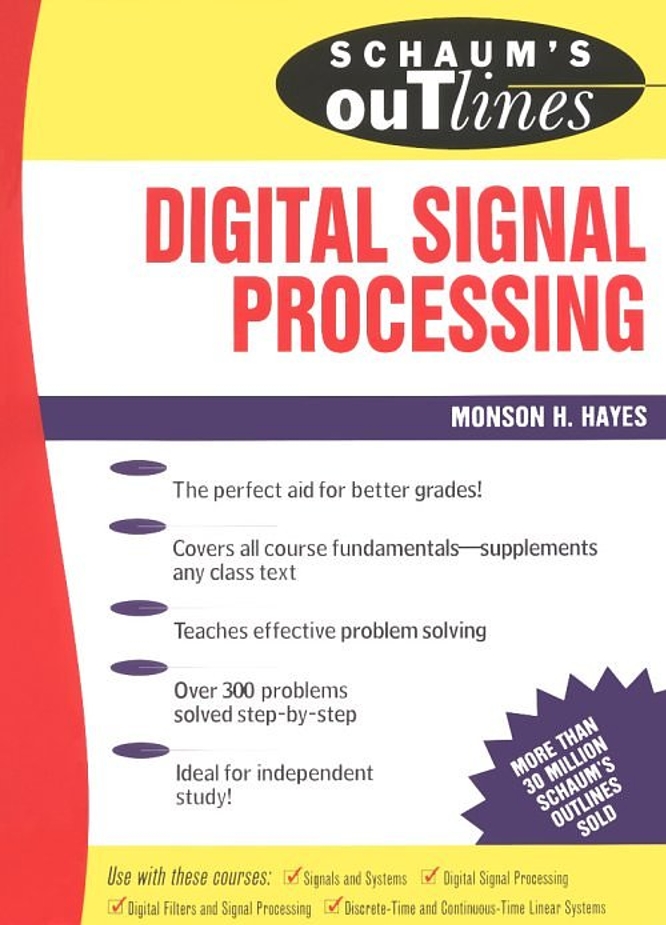 SCHAUM'S
ouTlines
DIGITAL SIGNAL
PROCESSING
MONSON H. HAYES
The perfect aid for better grades!
Covers all course fundamentals—supplements
any class text
Teaches effective problem solving
Over 300 problems
solved step-by-step
Ideal for independent
study!
MORE THAN
30 MILLION
SCHAUM'S
OUTLINES
SOLD
Use with these courses: Signals and Systems Digital Signal Processing
Digital Filters and Signal Processing Discrete-Time and Continuous-Time Linear Systems